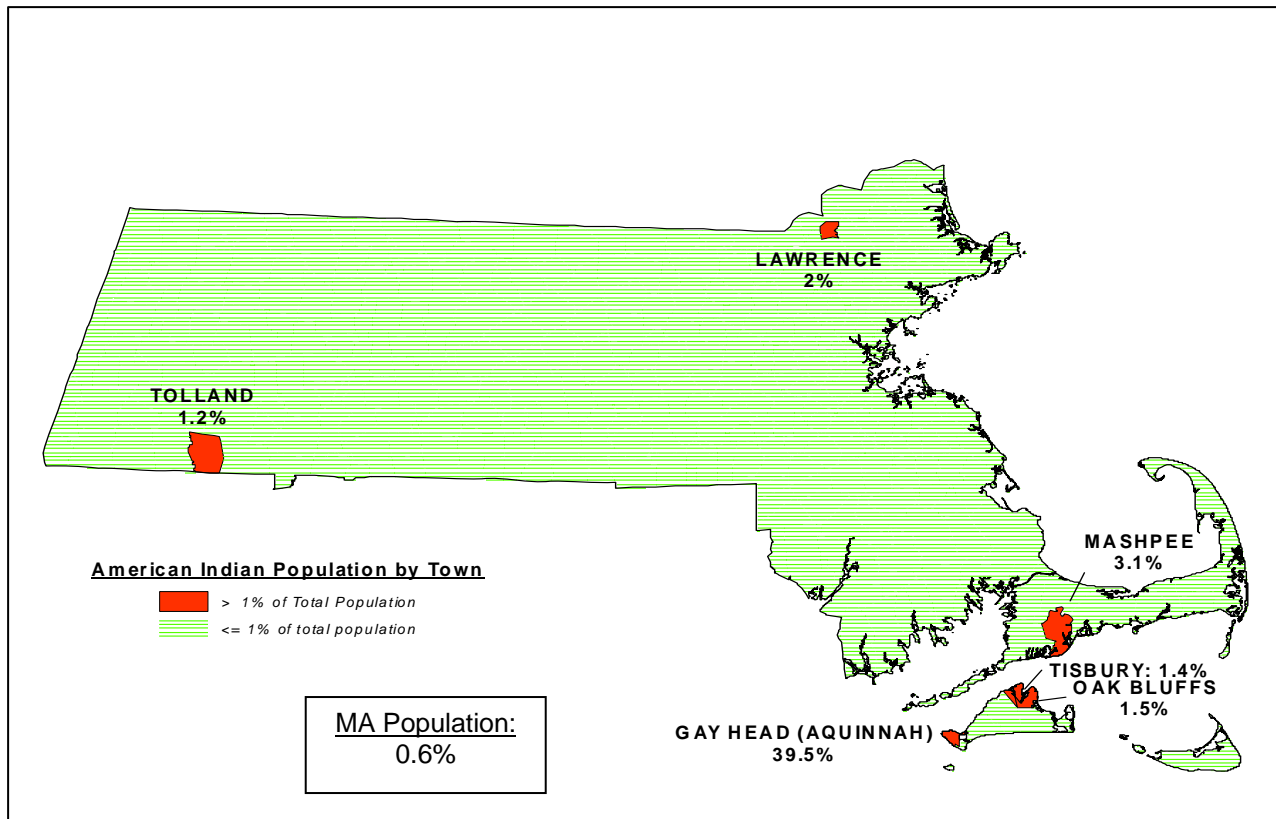 LAWRENCE
2%
TOLLAND
1.2%
MASHPEE
3.1%
American Indian Population by Town
> 1% of Total Population
<= 1% of total population
TISBURY: 1.4%
OAK BLUFFS
1.5%
MA Population:
0.6%
GAY HEAD (AQUINNAH)
39.5%